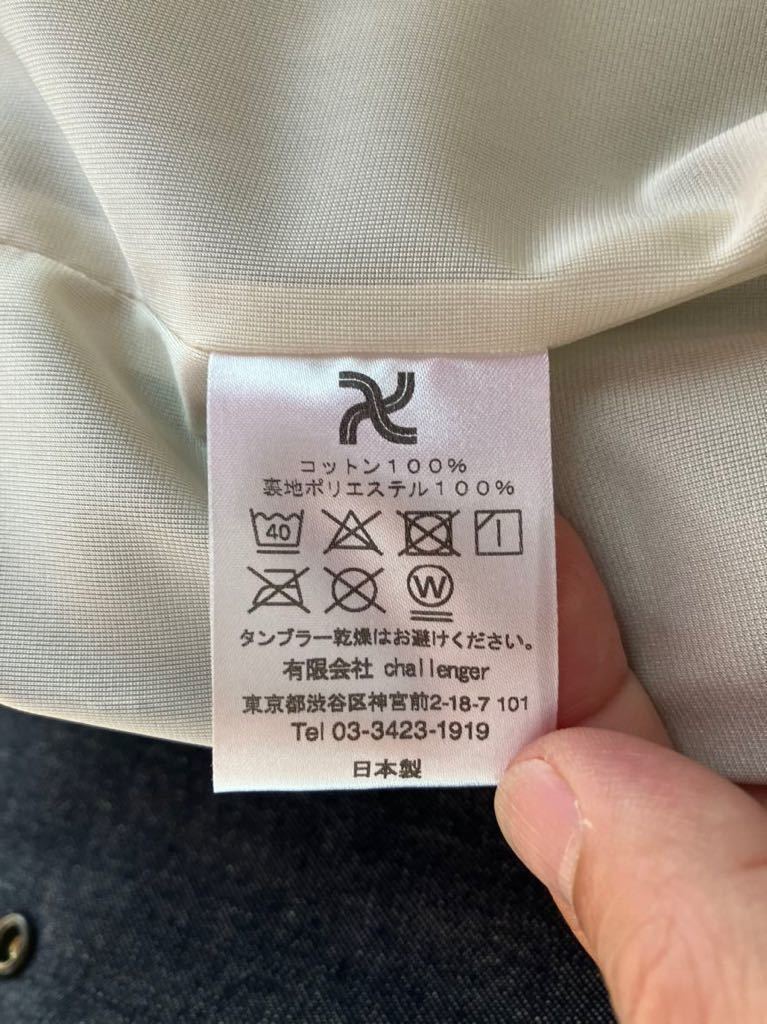 コットン１００％
裏地ポリエステル１００％
40
W
タンブラー乾燥はお避けください。
有限会社 challenger
東京都渋谷区神宮前2-18-7 101
Tel 03-3423-1919
日本製